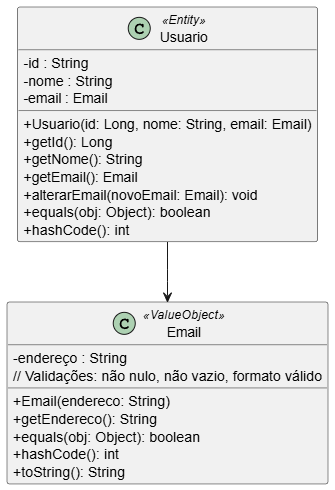 C
«Entity»
Usuario
-id : String
-nome : String
-email : Email
+Usuario(id: Long, nome: String, email: Email)
+getId(): Long
+getNome(): String
+getEmail(): Email
+alterarEmail(novoEmail: Email): void
+equals(obj: Object): boolean
+hashCode(): int
C
«ValueObject»
Email
-endereço : String
// Validações: não nulo, não vazio, formato válido
+Email(endereco: String)
+getEndereco(): String
+equals(obj: Object): boolean
+hashCode(): int
+toString(): String